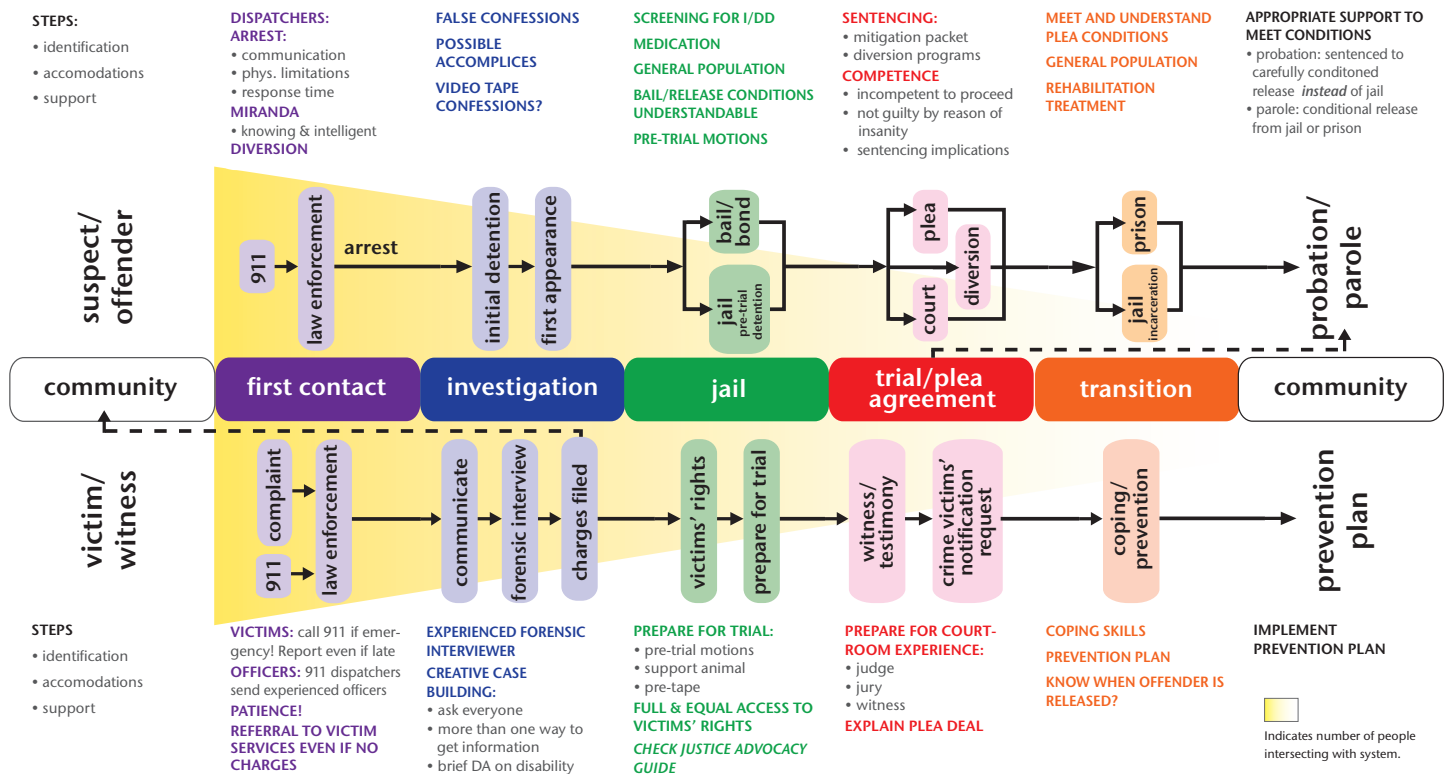 STEPS:
• identification
• accomodations
• support
DISPATCHERS:
ARREST:
• communication
• phys. limitations
• response time
MIRANDA
• knowing & intelligent
DIVERSION
FALSE CONFESSIONS
POSSIBLE
ACCOMPLICES
VIDEO TAPE
CONFESSIONS?
SCREENING FOR I/DD
MEDICATION
GENERAL POPULATION
BAIL/RELEASE CONDITIONS
UNDERSTANDABLE
PRE-TRIAL MOTIONS
SENTENCING:
• mitigation packet
• diversion programs
COMPETENCE
• incompetent to proceed
• not guilty by reason of
insanity
• sentencing implications
MEET AND UNDERSTAND
PLEA CONDITIONS
GENERAL POPULATION
REHABILITATION
TREATMENT
APPROPRIATE SUPPORT TO
MEET CONDITIONS
• probation: sentenced to
carefully conditoned
release instead of jail
• parole: conditional release
from jail or prison
suspect/
offender
911
law enforcement
arrest
initial detention
first appearance
bail/
bond
jail
pre-trial
detention
plea
court
diversion
prison
jail
incarceration
probation/
parole
community
first contact
investigation
jail
trial/plea
agreement
transition
community
victim/
witness
complaint
911
law enforcement
communicate
forensic interview
charges filed
victims' rights
prepare for trial
witness/
testimony
crime victims'
notification
request
coping/
prevention
prevention
plan
STEPS
• identification
• accomodations
• support
VICTIMS: call 911 if emer-
gency! Report even if late
OFFICERS: 911 dispatchers
send experienced officers
PATIENCE!
REFERRAL TO VICTIM
SERVICES EVEN IF NO
CHARGES
EXPERIENCED FORENSIC
INTERVIEWER
CREATIVE CASE
BUILDING:
• ask everyone
• more than one way to
get information
• brief DA on disability
PREPARE FOR TRIAL:
• pre-trial motions
• support animal
• pre-tape
FULL & EQUAL ACCESS TO
VICTIMS' RIGHTS
CHECK JUSTICE ADVOCACY
GUIDE
PREPARE FOR COURT-
ROOM EXPERIENCE:
• judge
• jury
• witness
EXPLAIN PLEA DEAL
COPING SKILLS
PREVENTION PLAN
KNOW WHEN OFFENDER IS
RELEASED?
IMPLEMENT
PREVENTION PLAN
Indicates number of people
intersecting with system.